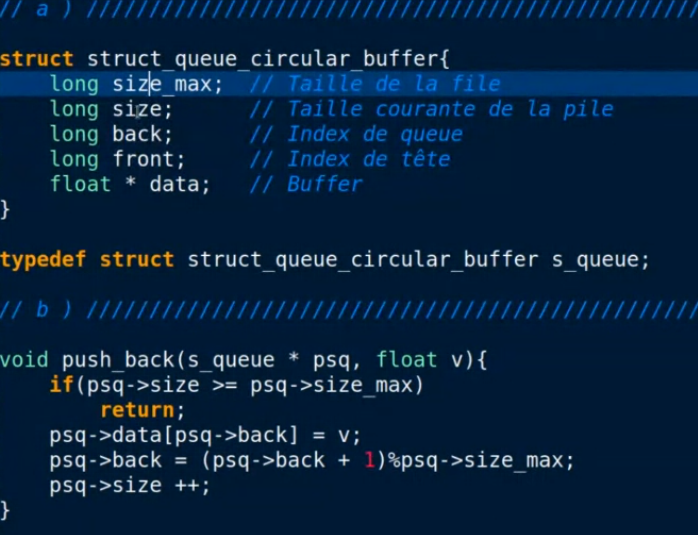 // a ) /////////////////////////////////////////////////
struct struct_queue_circular_buffer{
long size_max; // Taille de la file
long size; // Taille courante de la pile
long back; // Index de queue
long front; // Index de tête
float * data; // Buffer
}
typedef struct struct_queue_circular_buffer s_queue;
// b ) /////////////////////////////////////////////////
void push_back(s_queue * psq, float v){
if(psq->size >= psq->size_max)
return;
psq->data[psq->back] = v;
psq->back = (psq->back + 1)%psq->size_max;
psq->size ++;
}